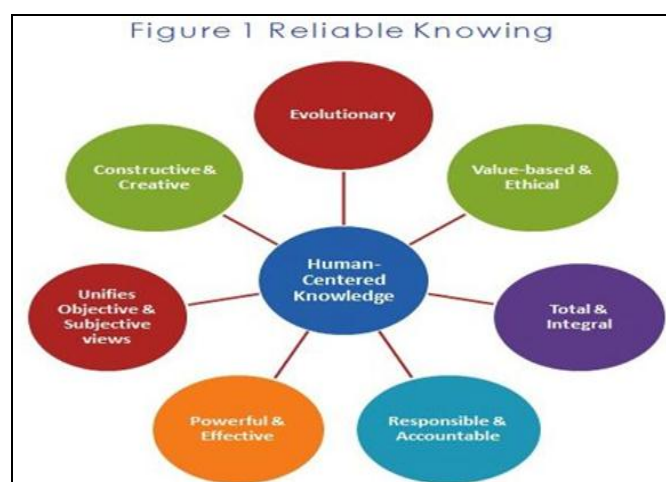 Figure 1 Reliable Knowing
Evolutionary
Constructive &
Creative
Value-based &
Ethical
Human-
Centered
Knowledge
Unifies
Objective &
Subjective
views
Total &
Integral
Powerful &
Effective
Responsible &
Accountable